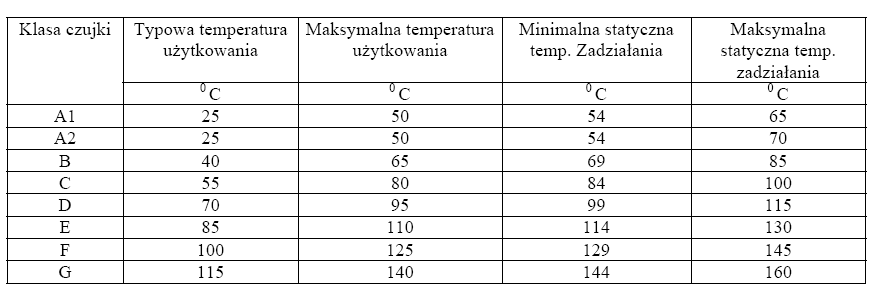 Klasa czujki Typowa temperatura użytkowania Maksymalna temperatura użytkowania Minimalna statyczna temp. Zadziałania Maksymalna statyczna temp. zadziałania
⁰ C ⁰ C ⁰ C ⁰ C
A1 25 50 54 65
A2 25 50 54 70
B 40 65 69 85
C 55 80 84 100
D 70 95 99 115
E 85 110 114 130
F 100 125 129 145
G 115 140 144 160